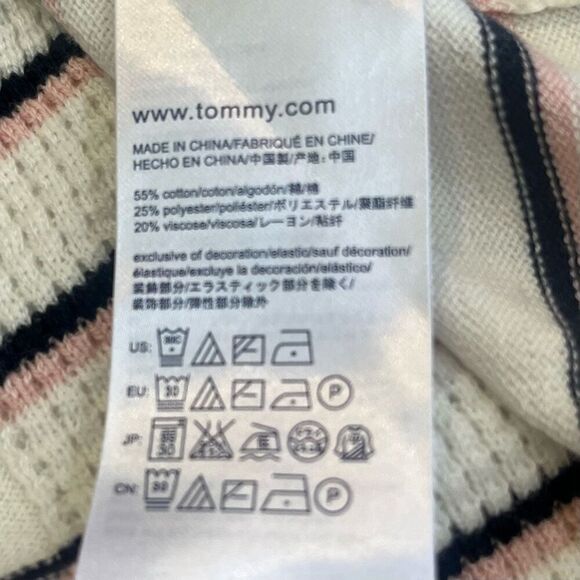 www.tommy.com
MADE IN CHINA/FABRIQUÉ EN CHINE/
HECHO EN CHINA/中国製/产地: 中国
55% cotton/coton/algodón/綿/棉
25% polyester/poliéster/ポリエステル/聚酯纤维
20% viscose/viscosa/レーヨン/粘纤
exclusive of decoration/elastic/sauf décoration/
élastique/excluye la decoración/elástico/
装飾部分/エラスティック部分を除く/
装饰部分/弹性部分除外
US:
EU: 30 P
JP: 30
CN: 30 P